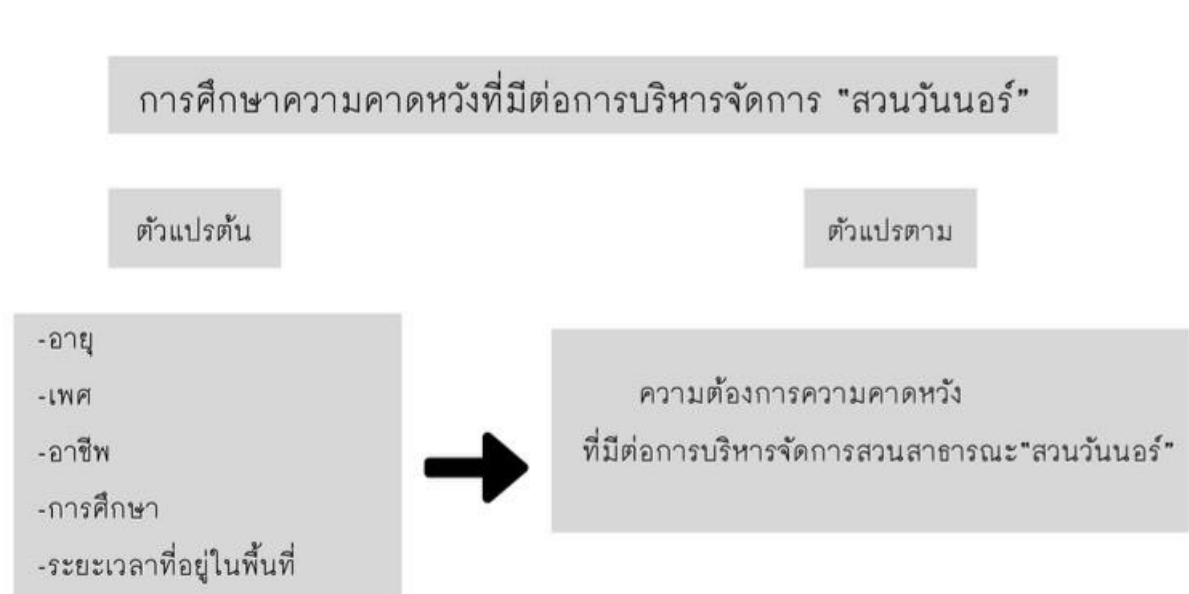 การศึกษาความคาดหวังที่มีต่อการบริหารจัดการ "สวนวันนอร์"
ตัวแปรต้น
ตัวแปรตาม
-อายุ
-เพศ
-อาชีพ
-การศึกษา
-ระยะเวลาที่อยู่ในพื้นที่
ความต้องการความคาดหวัง
ที่มีต่อการบริหารจัดการสวนสาธารณะ"สวนวันนอร์"